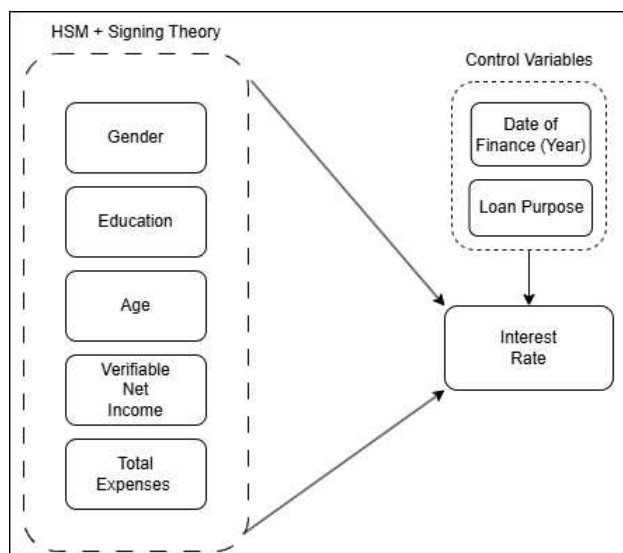 HSM + Signing Theory
Gender
Education
Age
Verifiable
Net
Income
Total
Expenses
Control Variables
Date of
Finance (Year)
Loan Purpose
Interest
Rate